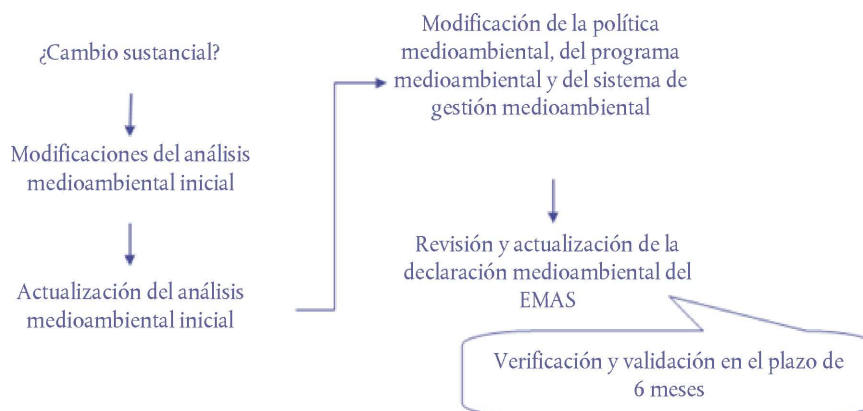 ¿Cambio sustancial?
Modificaciones del análisis
medioambiental inicial
Actualización del análisis
medioambiental inicial
Modificación de la política
medioambiental, del programa
medioambiental y del sistema de
gestión medioambiental
Revisión y actualización de la
declaración medioambiental del
EMAS
Verificación y validación en el plazo de
6 meses